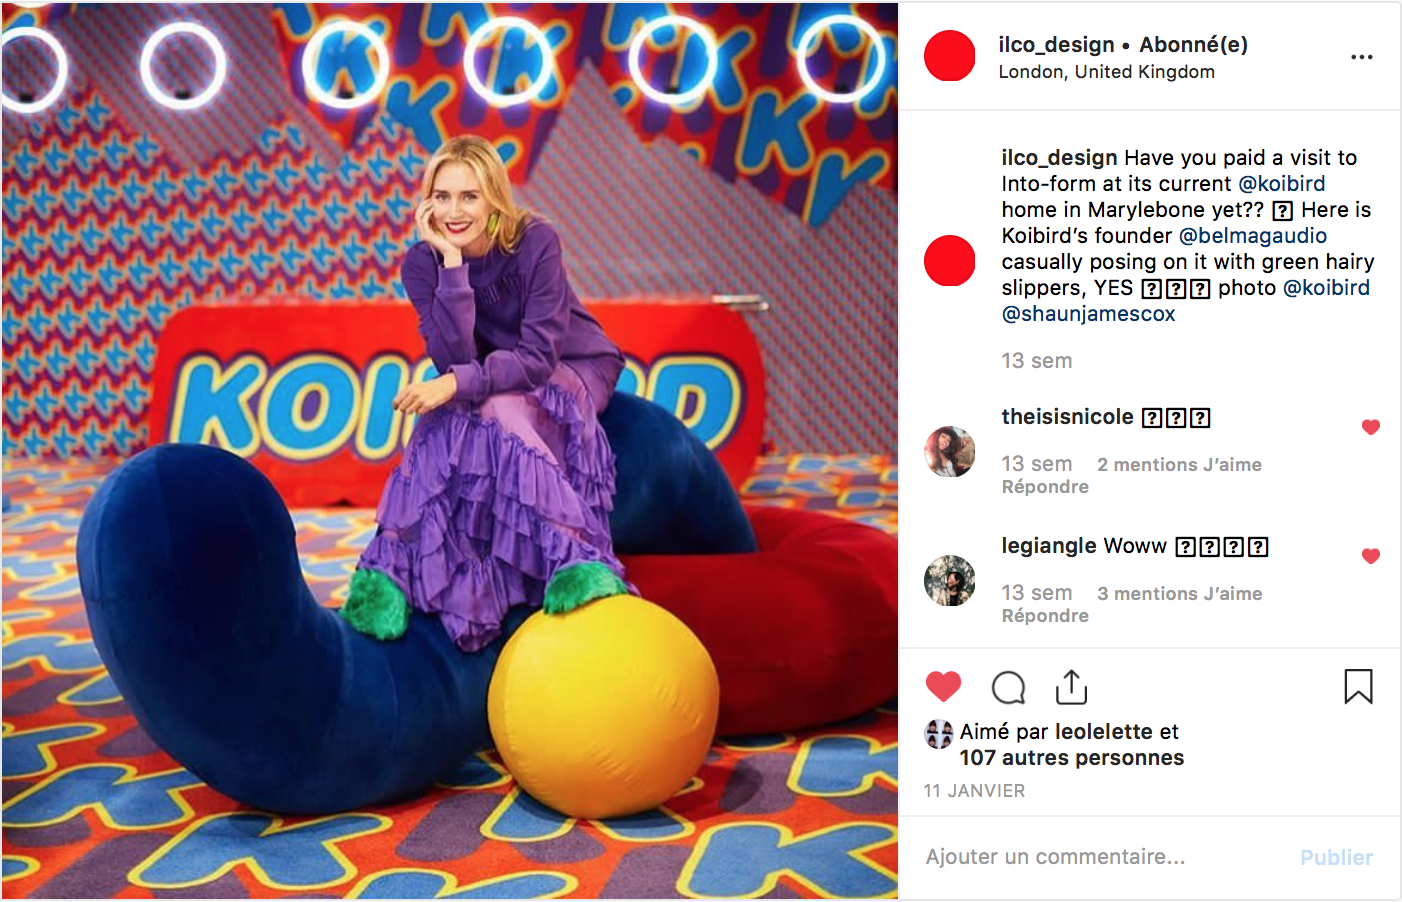 KOI
D
ilco_design • Abonné(e)
London, United Kingdom
ilco_design Have you paid a visit to
Into-form at its current @koibird
home in Marylebone yet?? Here is
Koibird’s founder @belmagaudio
casually posing on it with green hairy
slippers, YES photo @koibird
@shaunjamescox
13 sem
theisisnicole
13 sem 2 mentions J’aime
Répondre
legiangle Woww
13 sem 3 mentions J’aime
Répondre
Aimé par leolelette et
107 autres personnes
11 JANVIER
Ajouter un commentaire... Publier